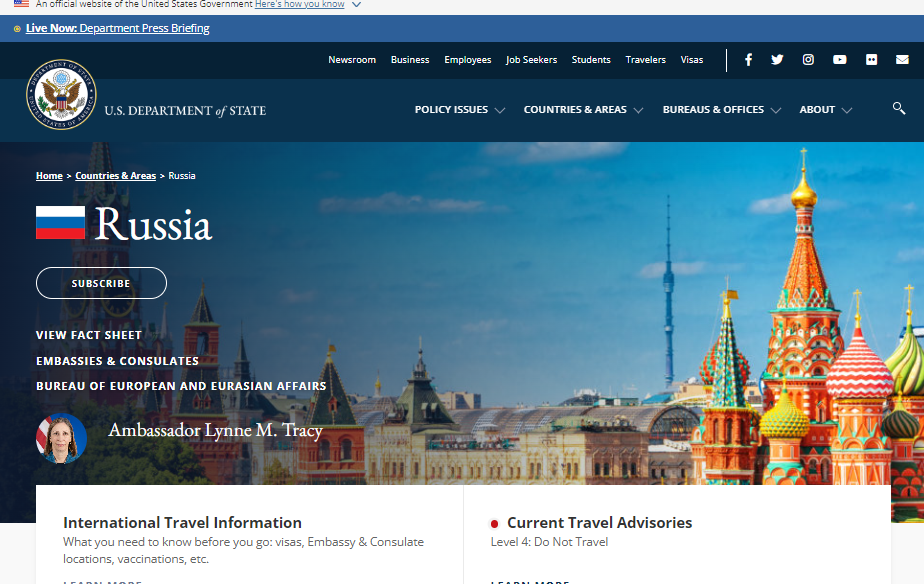 An official website of the United States Government Here's how you know
Live Now: Department Press Briefing
Newsroom Business Employees Job Seekers Students Travelers Visas
U.S. DEPARTMENT of STATE
POLICY ISSUES COUNTRIES & AREAS BUREAUS & OFFICES ABOUT
Home > Countries & Areas > Russia
Russia
SUBSCRIBE
VIEW FACT SHEET
EMBASSIES & CONSULATES
BUREAU OF EUROPEAN AND EURASIAN AFFAIRS
Ambassador Lynne M. Tracy
International Travel Information
What you need to know before you go: visas, Embassy & Consulate
locations, vaccinations, etc.
LEARN MORE
Current Travel Advisories
Level 4: Do Not Travel
LEARN MORE